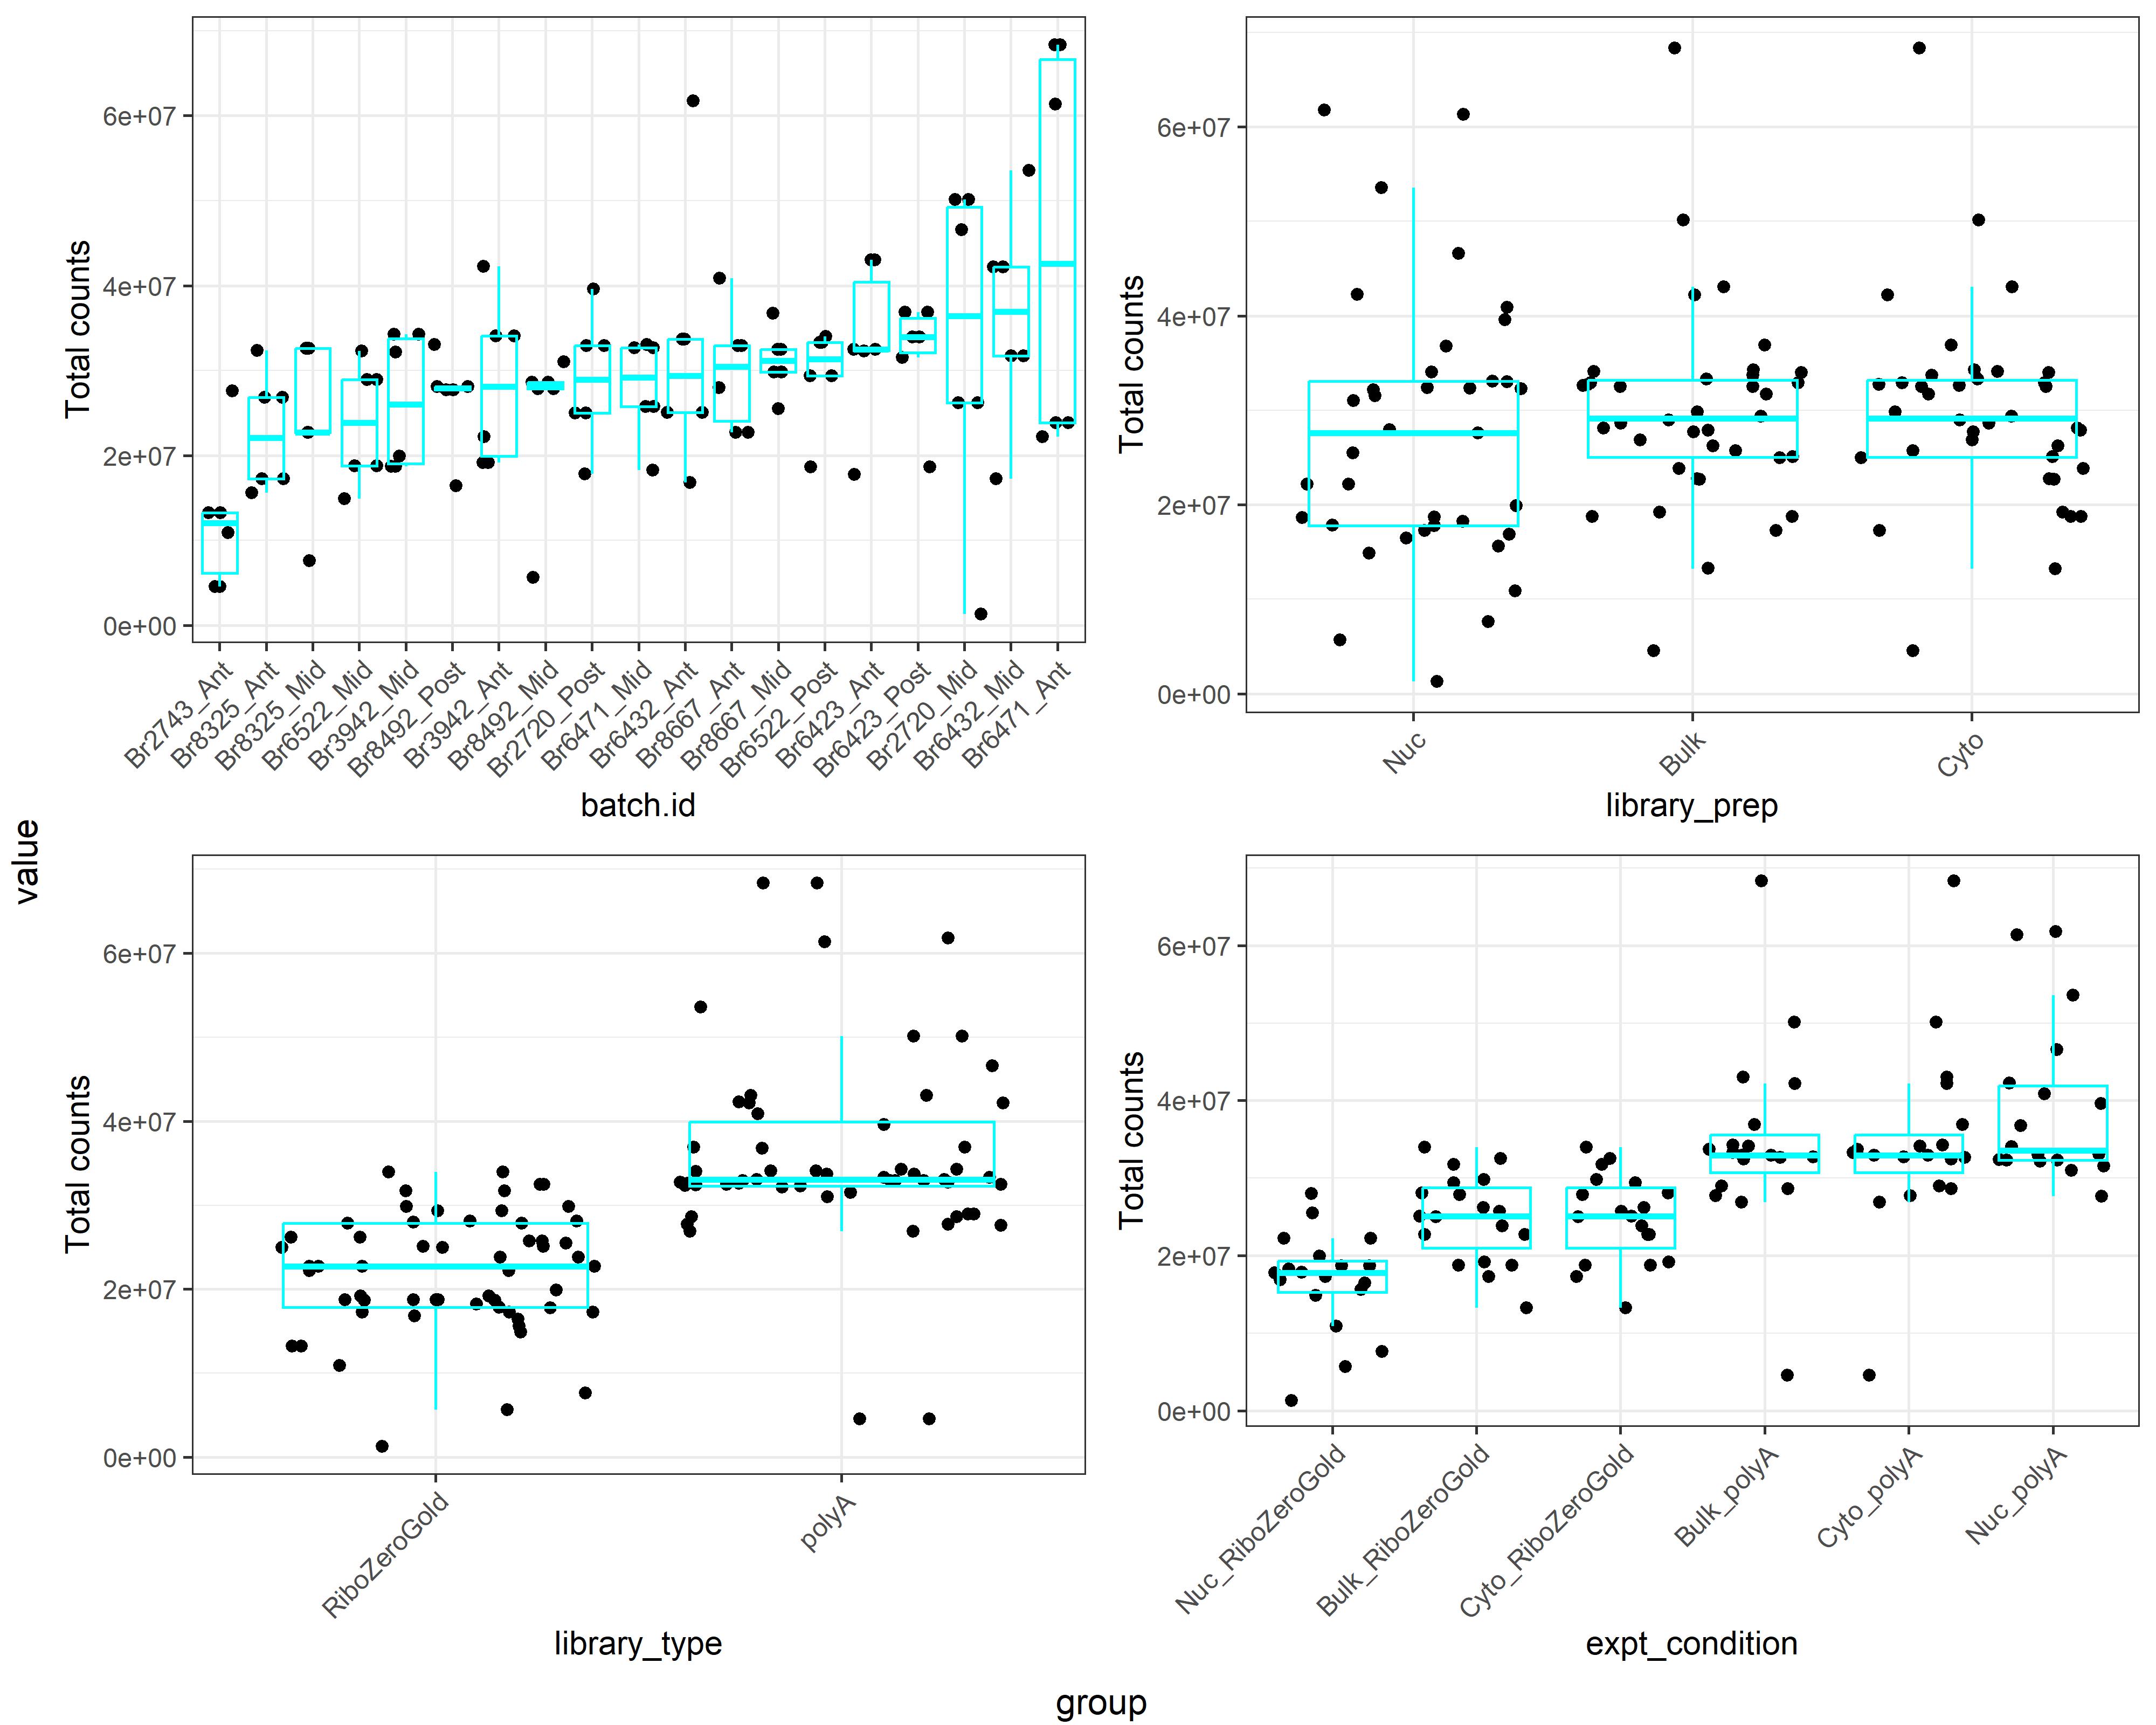 Total counts
6e+07
4e+07
2e+07
0e+00
Br2743_Ant
Br8325_Ant
Br8325_Mid
Br6522_Mid
Br3942_Mid
Br8492_Post
Br3942_Ant
Br8492_Mid
Br2720_Post
Br6471_Mid
Br6432_Ant
Br8667_Ant
Br8667_Mid
Br6522_Post
Br6423_Ant
Br6423_Post
Br2720_Mid
Br6432_Mid
Br6471_Ant
batch.id
Total counts
6e+07
4e+07
2e+07
0e+00
Nuc
Bulk
Cyto
library_prep
value
Total counts
6e+07
4e+07
2e+07
0e+00
RiboZeroGold
polyA
library_type
Total counts
6e+07
4e+07
2e+07
0e+00
Nuc_RiboZeroGold
Bulk_RiboZeroGold
Cyto_RiboZeroGold
Bulk_polyA
Cyto_polyA
Nuc_polyA
expt_condition
group